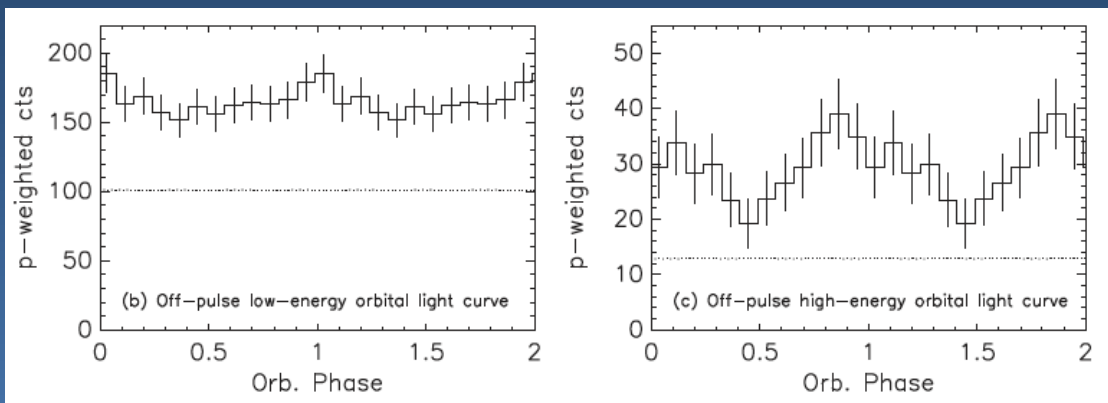 200
150
100
50
0
p-weighted cts
(b) Off-pulse low-energy orbital light curve
0 0.5 1 1.5 2
Orb. Phase
50
40
30
20
10
0
p-weighted cts
(c) Off-pulse high-energy orbital light curve
0 0.5 1 1.5 2
Orb. Phase